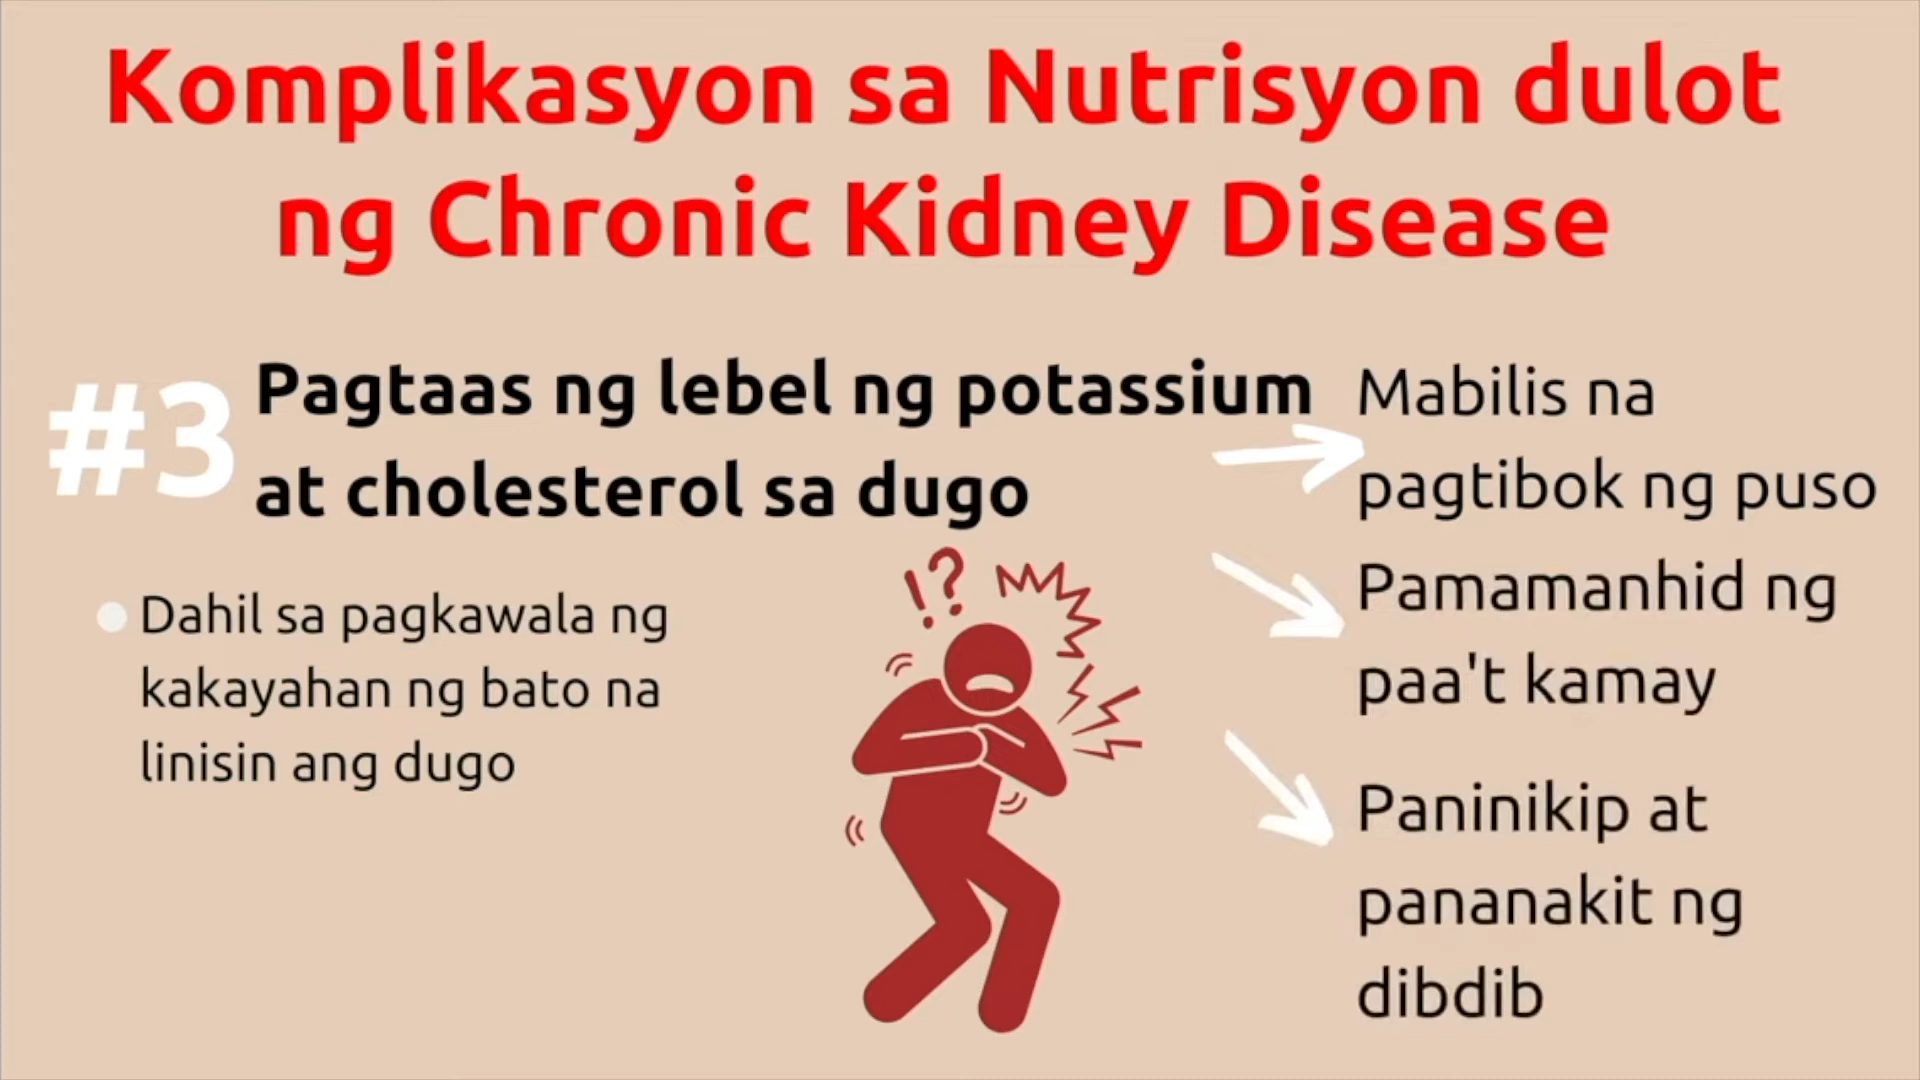 Komplikasyon sa Nutrisyon dulot
ng Chronic Kidney Disease
#3
Pagtaas ng lebel ng potassium
at cholesterol sa dugo
Dahil sa pagkawala ng
kakayahan ng bato na
linisin ang dugo
!?
Mabilis na
pagtibok ng puso
Pamamanhid ng
paa't kamay
Paninikip at
pananakit ng
dibdib